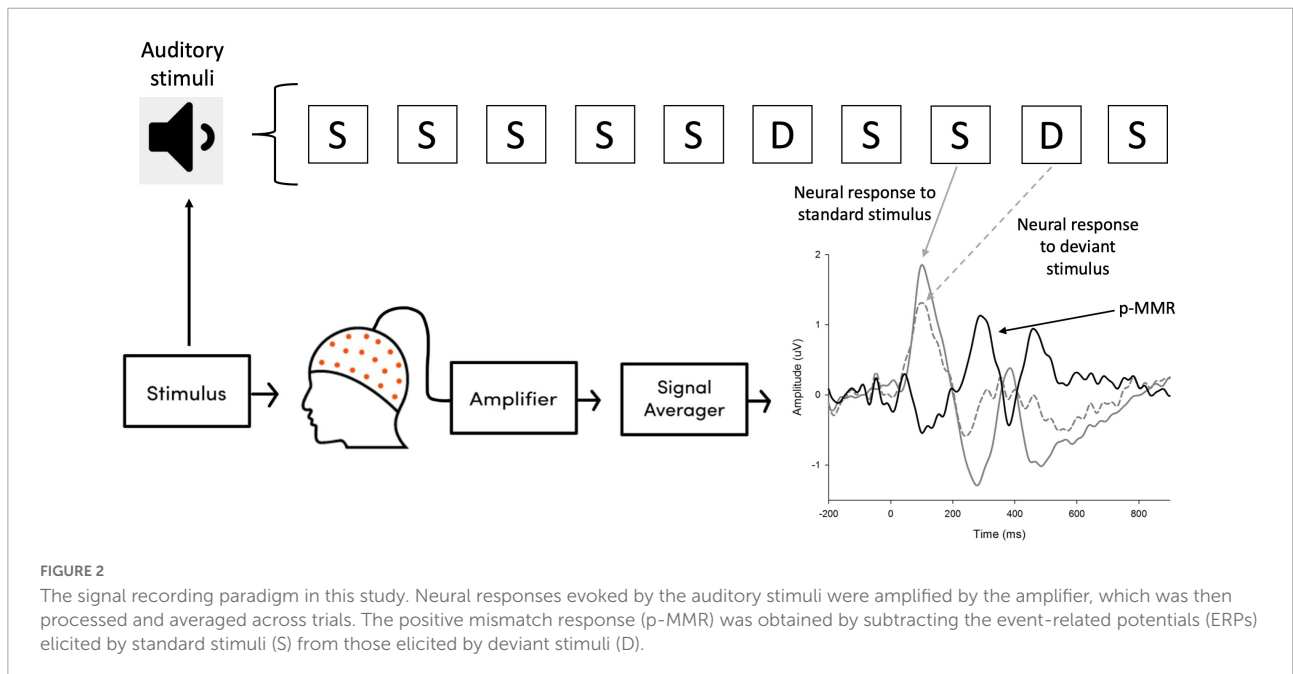 Auditory
stimuli
S S S S S D S S D S
Neural response to
standard stimulus
Neural response
to deviant
stimulus
p-MMR
Stimulus
Amplifier
Signal
Averager
Amplitude (uV)
2
1
0
-1
-200 0 200 400 600 800
Time (ms)
FIGURE 2
The signal recording paradigm in this study. Neural responses evoked by the auditory stimuli were amplified by the amplifier, which was then
processed and averaged across trials. The positive mismatch response (p-MMR) was obtained by subtracting the event-related potentials (ERPs)
elicited by standard stimuli (S) from those elicited by deviant stimuli (D).